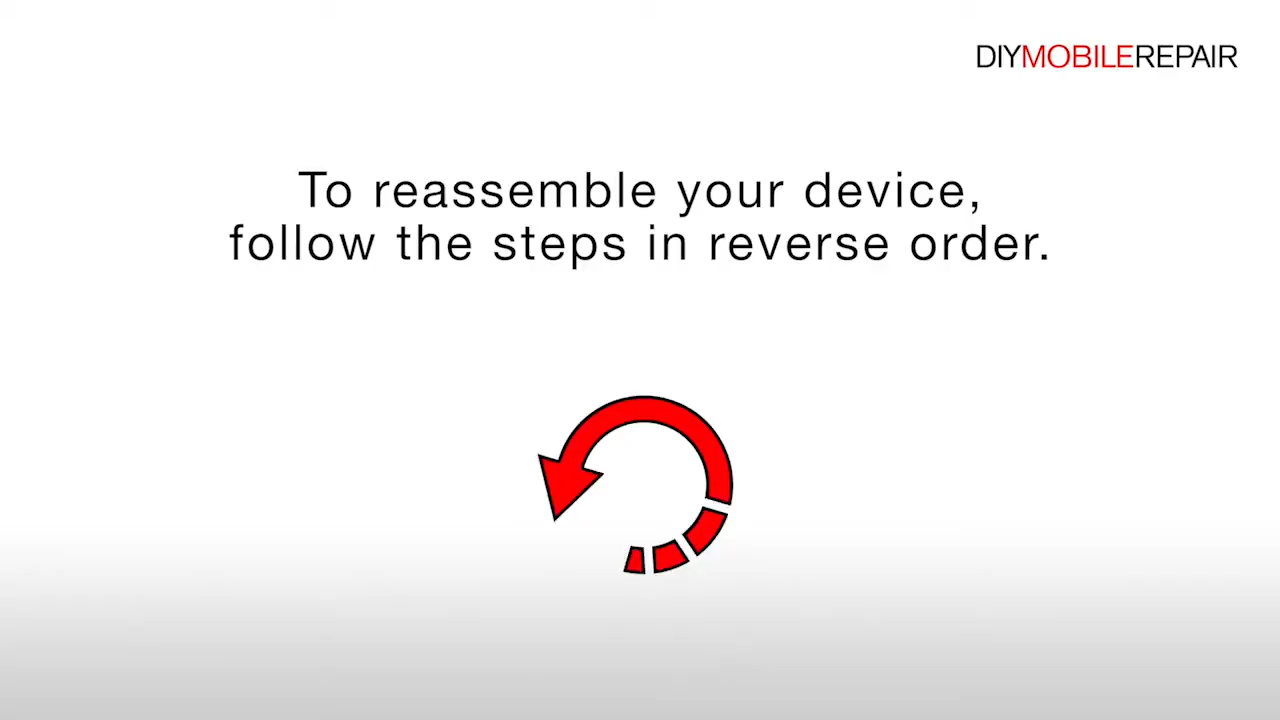 DIYMOBILEREPAIR
To reassemble your device,
follow the steps in reverse order.